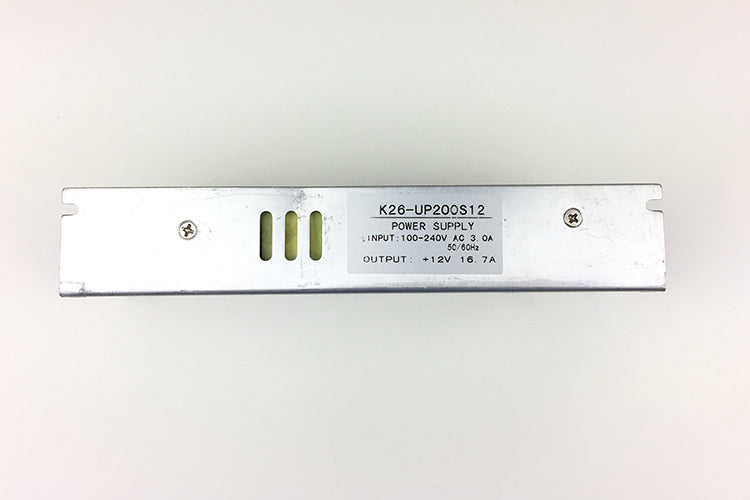 K26-UP200S12
POWER SUPPLY
INPUT:100-240V AC 3.0A
50/60Hz
OUTPUT: +12V 16.7A